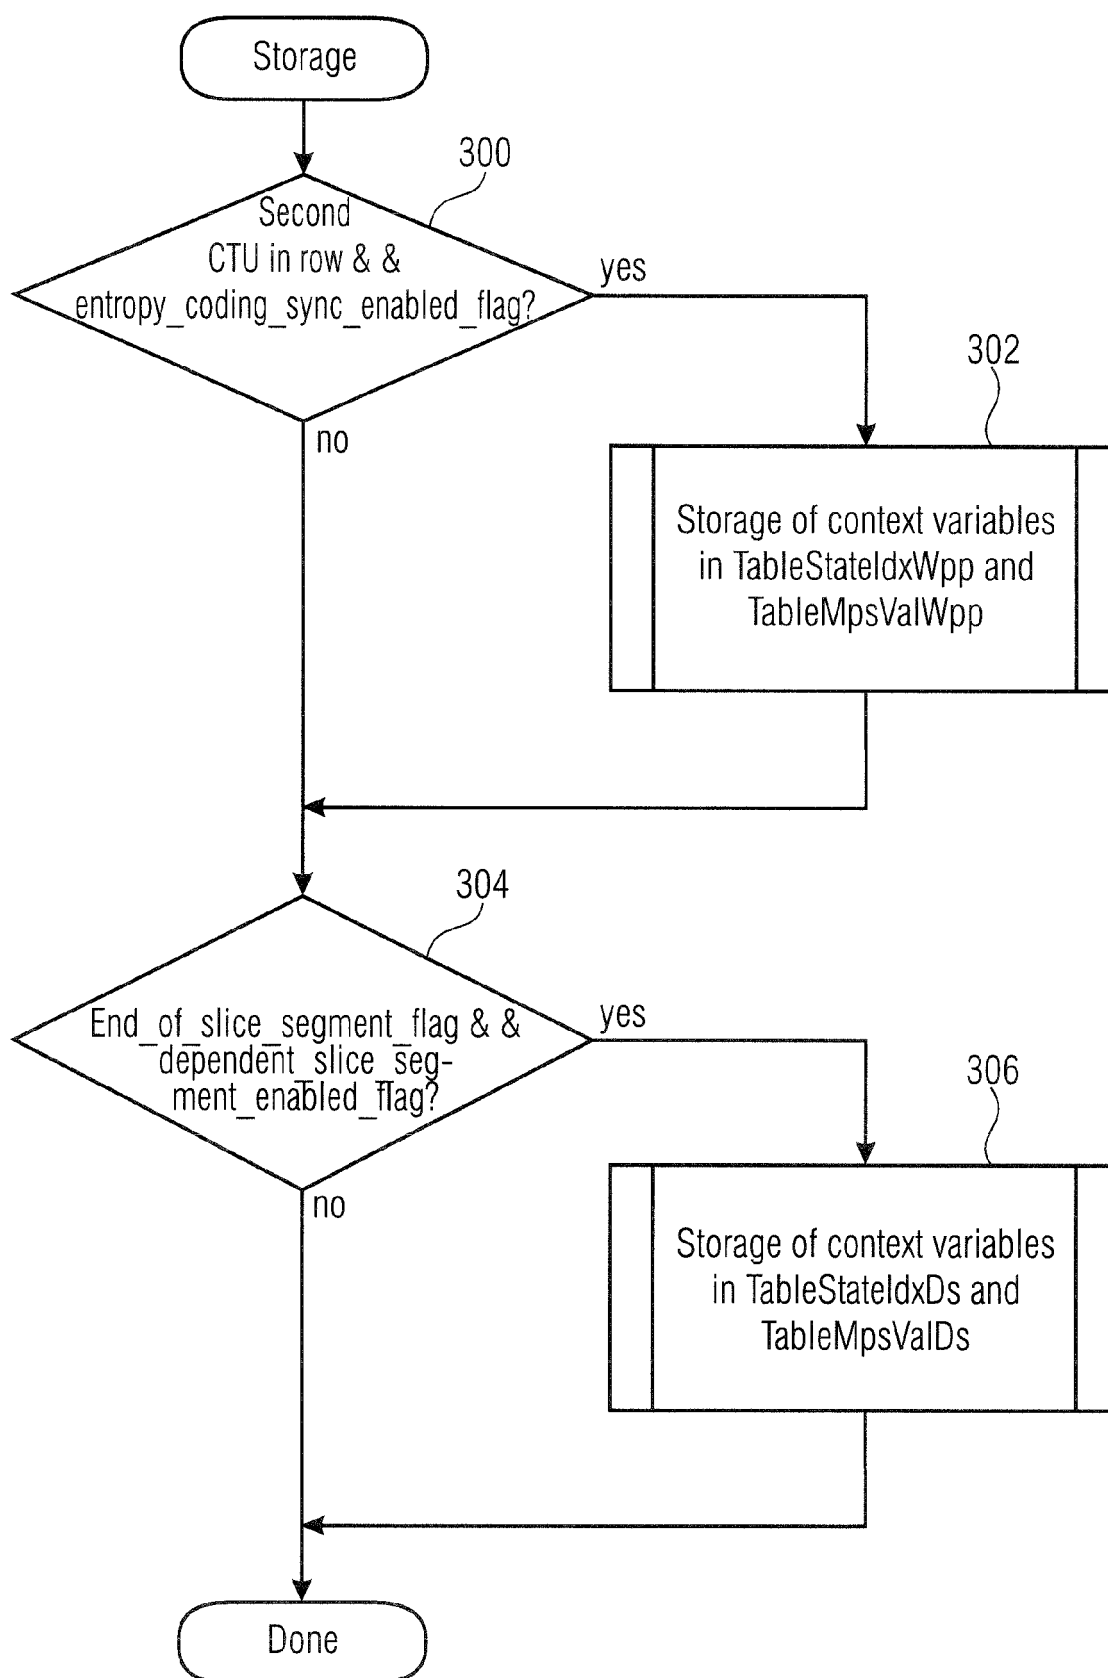 Storage
300
Second
CTU in row & &
entropy_coding_sync_enabled_flag?
yes
302
no
Storage of context variables
in TableStateIdxWpp and
TableMpsValWpp
304
End_of_slice_segment_flag & &
dependent_slice_seg-
ment_enabled_flag?
yes
306
no
Storage of context variables
in TableStateIdxDs and
TableMpsValDs
Done